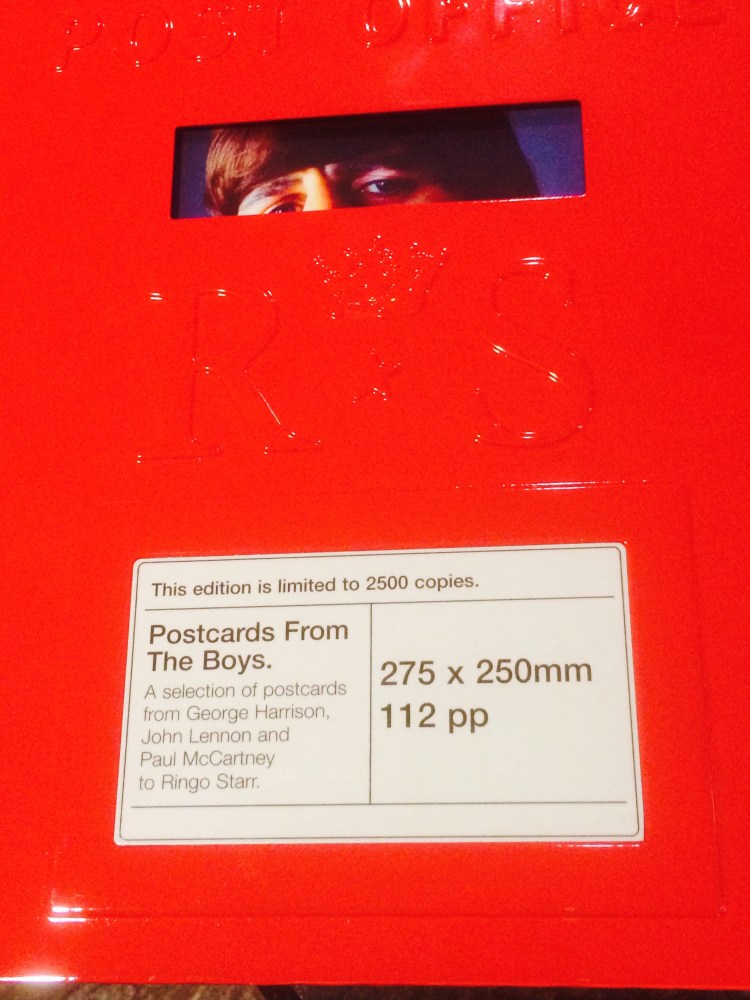 POST OFFICE
R S
This edition is limited to 2500 copies.
Postcards From
The Boys.
A selection of postcards
from George Harrison,
John Lennon and
Paul McCartney
to Ringo Starr.
275 x 250mm
112 pp